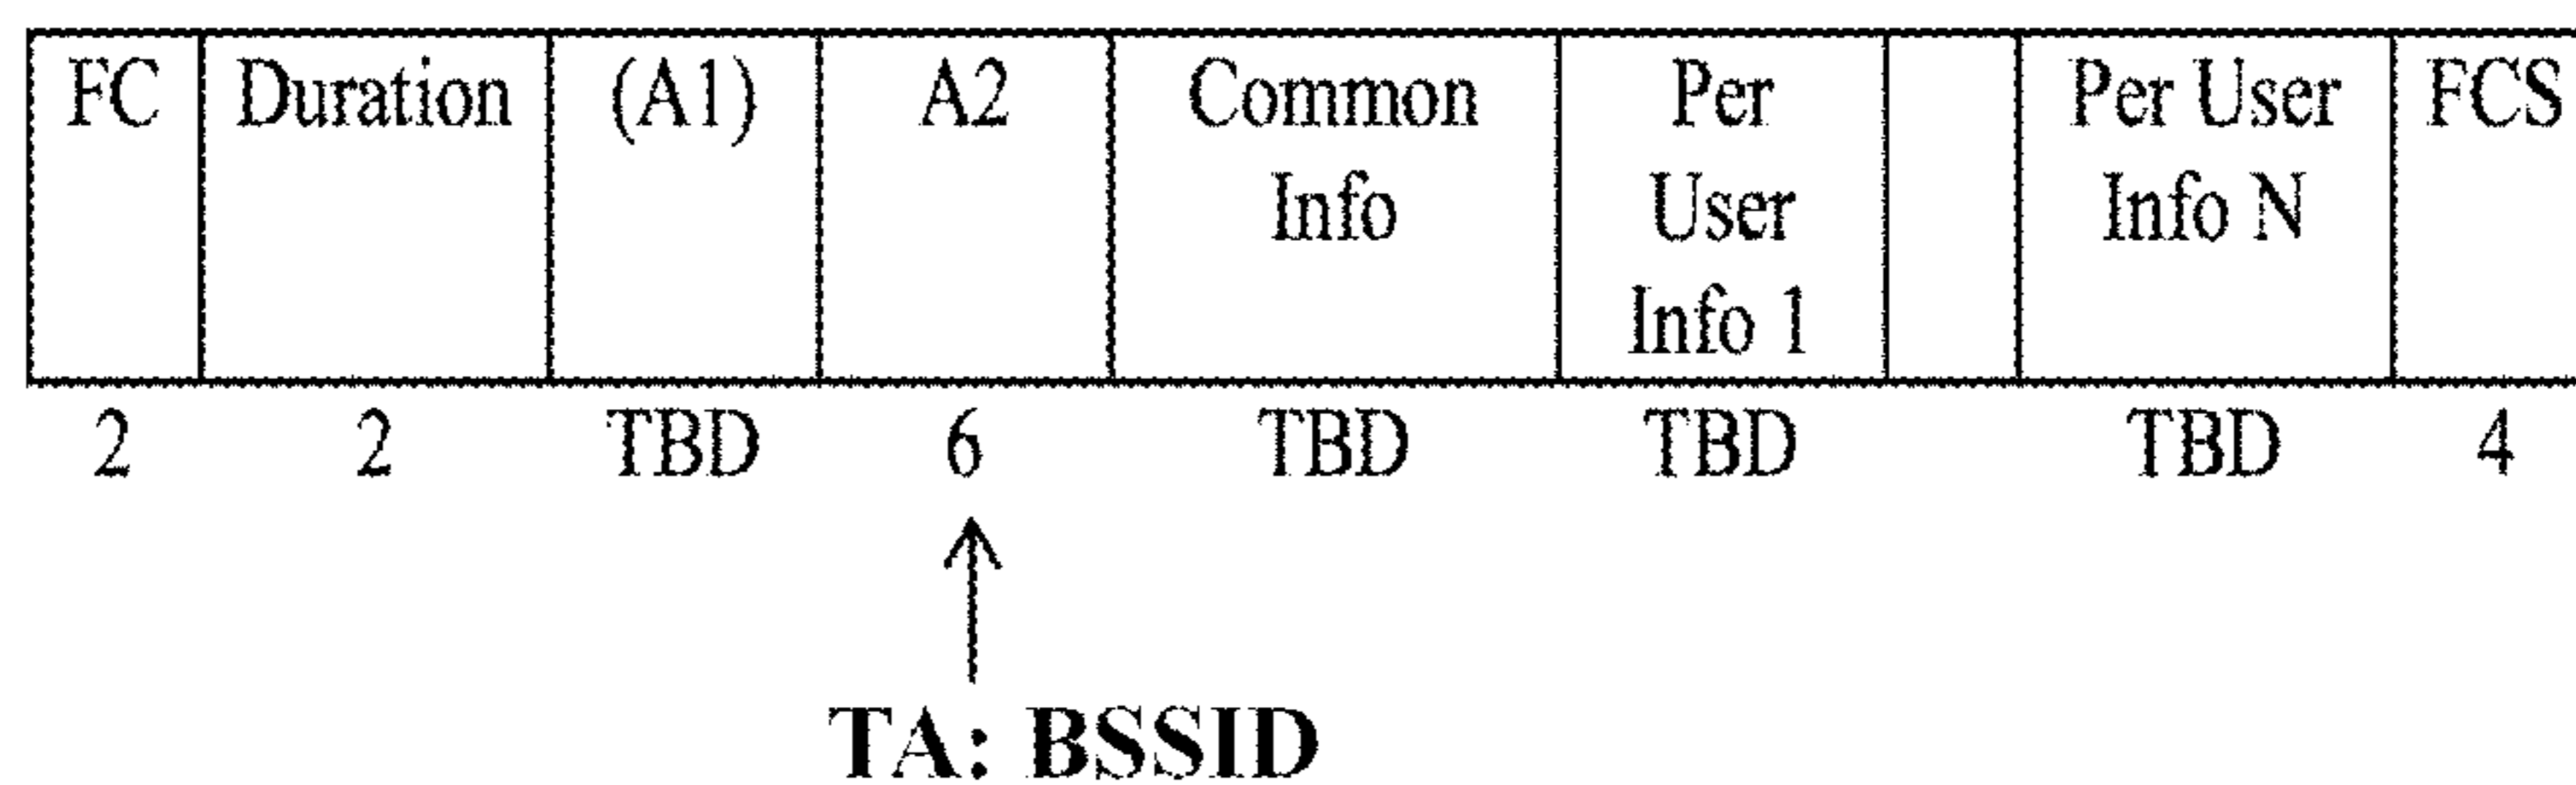 FC Duration (A1) A2 Common Per Per User FCS
Info User Info N
Info 1
2 2 TBD 6 TBD TBD TBD 4
TA: BSSID